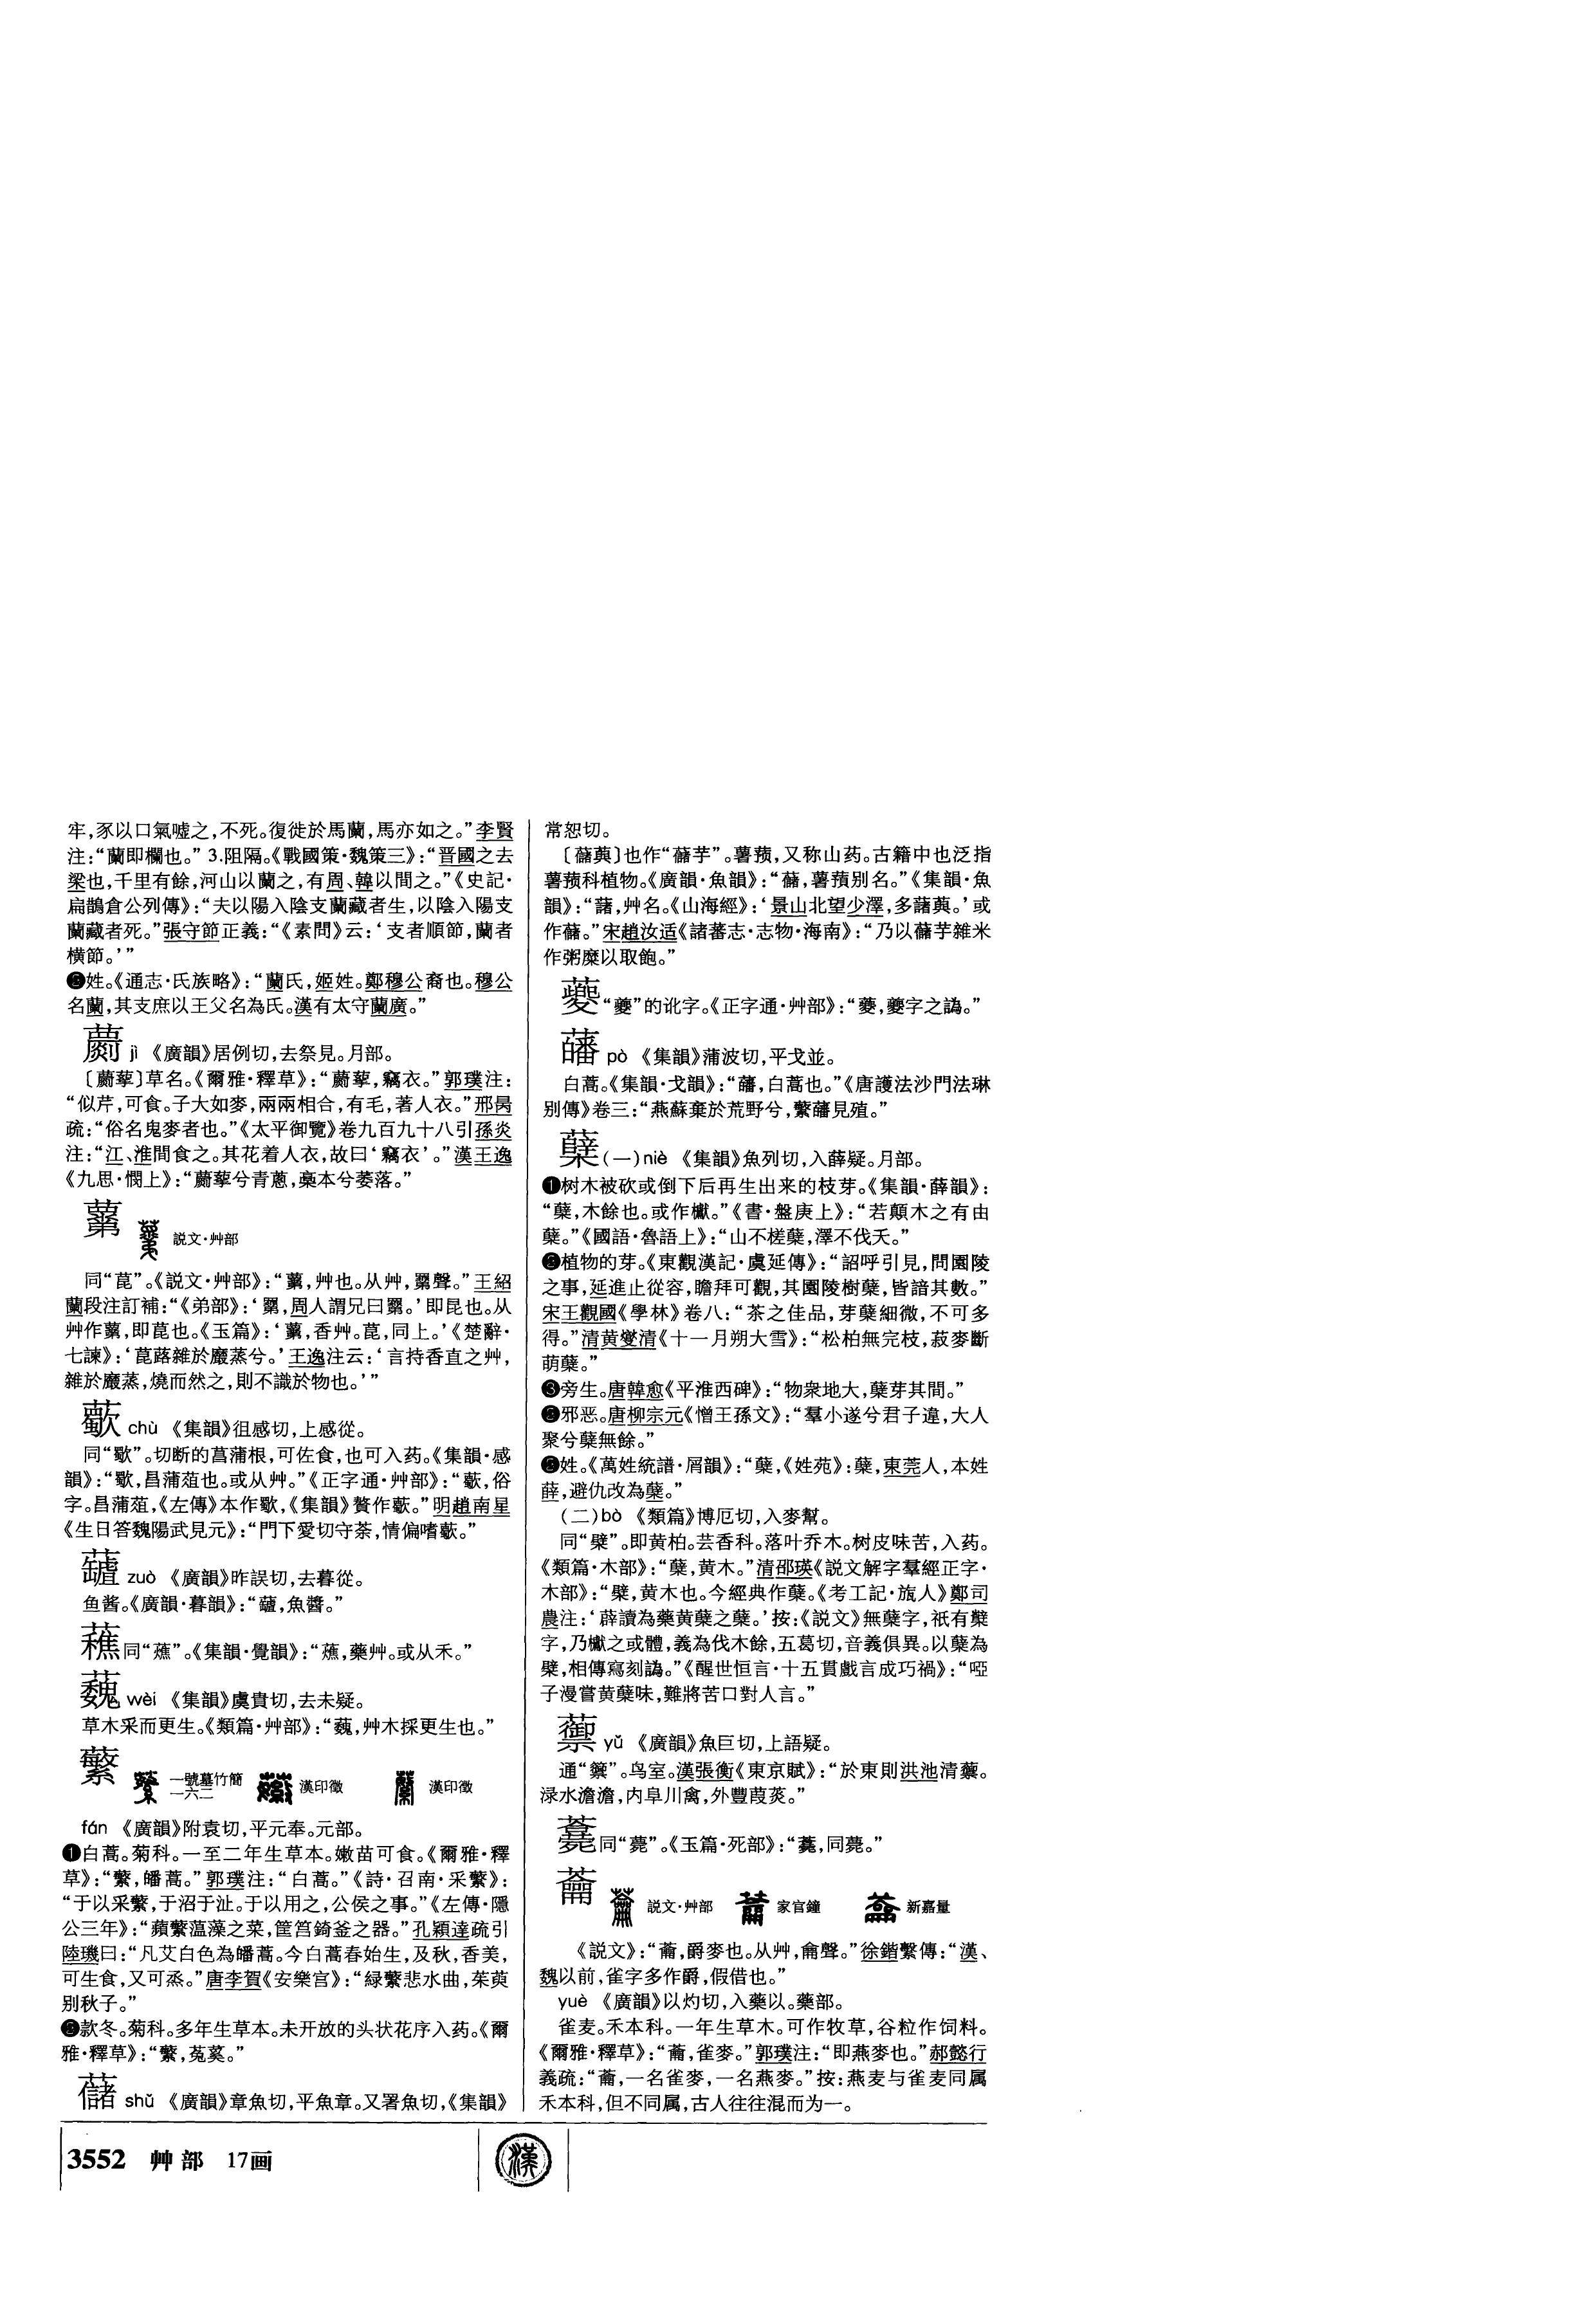 牢，豕以口氣噓之，不死。復徙於馬蘭，馬亦如之。”李賢
注：“蘭即欄也。” 3.阻隔。《戰國策·魏策三》：“晋國之去
梁也，千里有餘，河山以蘭之，有周、韓以間之。”《史記·
扁鵲倉公列傳》：“夫以陽入陰支蘭藏者生，以陰入陽支
蘭藏者死。”張守節正義：“《素問》云：‘支者順節，蘭者
横節。’”
姓。《通志·氏族略》：“蘭氏，姬姓。鄭穆公裔也。穆公
名蘭，其支庶以王父名為氏。漢有太守蘭廣。”
蘮 jì 《廣韻》居例切，去祭見。月部。
〔蘮蒘〕草名。《爾雅·釋草》：“蘮蒘，竊衣。”郭璞注：
“似芹，可食。子大如麥，兩兩相合，有毛，著人衣。”邢昺
疏：“俗名鬼麥者也。”《太平御覽》卷九百九十八引孫炎
注：“江、淮間食之。其花着人衣，故曰‘竊衣’。”漢王逸
《九思·憫上》：“蘮蒘兮青蔥，槀本兮萎落。”
説文·艸部
同“菎”。《説文·艸部》：“，艸也。从艸，聲。”王紹
蘭段注訂補：“《弟部》：‘，周人謂兄曰。’即昆也。从
艸作，即菎也。《玉篇》：‘，香艸。菎，同上。’《楚辭·
七諫》：‘菎蕗雜於黀蒸兮。’王逸注云：‘言持香直之艸，
雜於黀蒸，燒而然之，則不識於物也。’”
chù 《集韻》徂感切，上感從。
同“歜”。切断的菖蒲根，可佐食，也可入药。《集韻·感
韻》：“歜，昌蒲葅也。或从艸。”《正字通·艸部》：“，俗
字。昌蒲葅，《左傳》本作歜，《集韻》贅作。”明趙南星
《生日答魏陽武見元》：“門下愛切守荼，情偏嗜。”
zuò 《廣韻》昨誤切，去暮從。
鱼酱。《廣韻·暮韻》：“，魚醬。”
同“”。《集韻·覺韻》：“，藥艸。或从禾。”
犩 wèi 《集韻》虞貴切，去未疑。
草木采而更生。《類篇·艸部》：“，艸木採更生也。”
蘩 一號墓竹簡一六二 漢印徵 漢印徵
fán 《廣韻》附袁切，平元奉。元部。
❶白蒿。菊科。一至二年生草本。嫩苗可食。《爾雅·釋
草》：“蘩，皤蒿。”郭璞注：“白蒿。”《詩·召南·采蘩》：
“于以采蘩，于沼于沚。于以用之，公侯之事。”《左傳·隱
公三年》：“蘋蘩薀藻之菜，筐筥錡釜之器。”孔穎達疏引
陸璣曰：“凡艾白色為皤蒿。今白蒿春始生，及秋，香美，
可生食，又可烝。”唐李賀《安樂宫》：“緑蘩悲水曲，茱萸
别秋子。”
❷款冬。菊科。多年生草本。未开放的头状花序入药。《爾
雅·釋草》：“蘩，菟蒵。”
shǔ 《廣韻》章魚切，平魚章。又署魚切，《集韻》
常恕切。
〔藇〕也作“芋”。薯蓣，又称山药。古籍中也泛指
薯蓣科植物。《廣韻·魚韻》：“，薯蓣别名。”《集韻·魚
韻》：“藷，艸名。《山海經》：‘景山北望少澤，多藷藇。’或
作。”宋趙汝适《諸蕃志·志物·海南》：“乃以芋雜米
作粥糜以取飽。”
“夔”的讹字。《正字通·艸部》：“，夔字之譌。”
pò 《集韻》蒲波切，平戈並。
白蒿。《集韻·戈韻》：“，白蒿也。”《唐護法沙門法琳
别傳》卷三：“燕蘇棄於荒野兮，蘩見殖。”
蘖（一）niè 《集韻》魚列切，入薛疑。月部。
❶树木被砍或倒下后再生出来的枝芽。《集韻·薛韻》：
“蘖，木餘也。或作㰕。”《書·盤庚上》：“若顛木之有由
蘖。”《國語·魯語上》：“山不槎蘖，澤不伐夭。”
❷植物的芽。《東觀漢記·虞延傳》：“詔呼引見，問園陵
之事，延進止從容，瞻拜可觀，其園陵樹蘖，皆諳其數。”
宋王觀國《學林》卷八：“茶之佳品，芽蘖細微，不可多
得。”清黄燮清《十一月朔大雪》：“松柏無完枝，菽麥斷
萌蘖。”
❸旁生。唐韓愈《平淮西碑》：“物衆地大，蘖芽其間。”
邪恶。唐柳宗元《憎王孫文》：“羣小遂兮君子違，大人
聚兮蘖無餘。”
姓。《萬姓統譜·屑韻》：“蘖，《姓苑》：蘖，東莞人，本姓
薛，避仇改為蘖。”
（二）bò 《類篇》博厄切，入麥幫。
同“檗”。即黄柏。芸香科。落叶乔木。树皮味苦，入药。
《類篇·木部》：“蘖，黄木。”清邵瑛《説文解字羣經正字·
木部》：“檗，黄木也。今經典作蘖。《考工記·旊人》鄭司
農注：‘薜讀為藥黄蘖之蘖。’按：《説文》無蘖字，祇有櫱
字，乃㰕之或體，義為伐木餘，五葛切，音義俱異。以蘖為
檗，相傳寫刻譌。”《醒世恒言·十五貫戲言成巧禍》：“啞
子漫嘗黄蘖味，難將苦口對人言。”
蘌 yǔ 《廣韻》魚巨切，上語疑。
通“籞”。鸟室。漢張衡《東京賦》：“於東則洪池清蘌。
渌水澹澹，内阜川禽，外豐葭菼。”
同“薨”。《玉篇·死部》：“，同薨。”
蘥 説文·艸部 家官鐘 新嘉量
《説文》：“蘥，爵麥也。从艸，龠聲。”徐鍇繫傳：“漢、
魏以前，雀字多作爵，假借也。”
yuè 《廣韻》以灼切，入藥以。藥部。
雀麦。禾本科。一年生草木。可作牧草，谷粒作饲料。
《爾雅·釋草》：“蘥，雀麥。”郭璞注：“即燕麥也。”郝懿行
義疏：“蘥，一名雀麥，一名燕麥。”按：燕麦与雀麦同属
禾本科，但不同属，古人往往混而为一。
3552 艸部 17画
漢